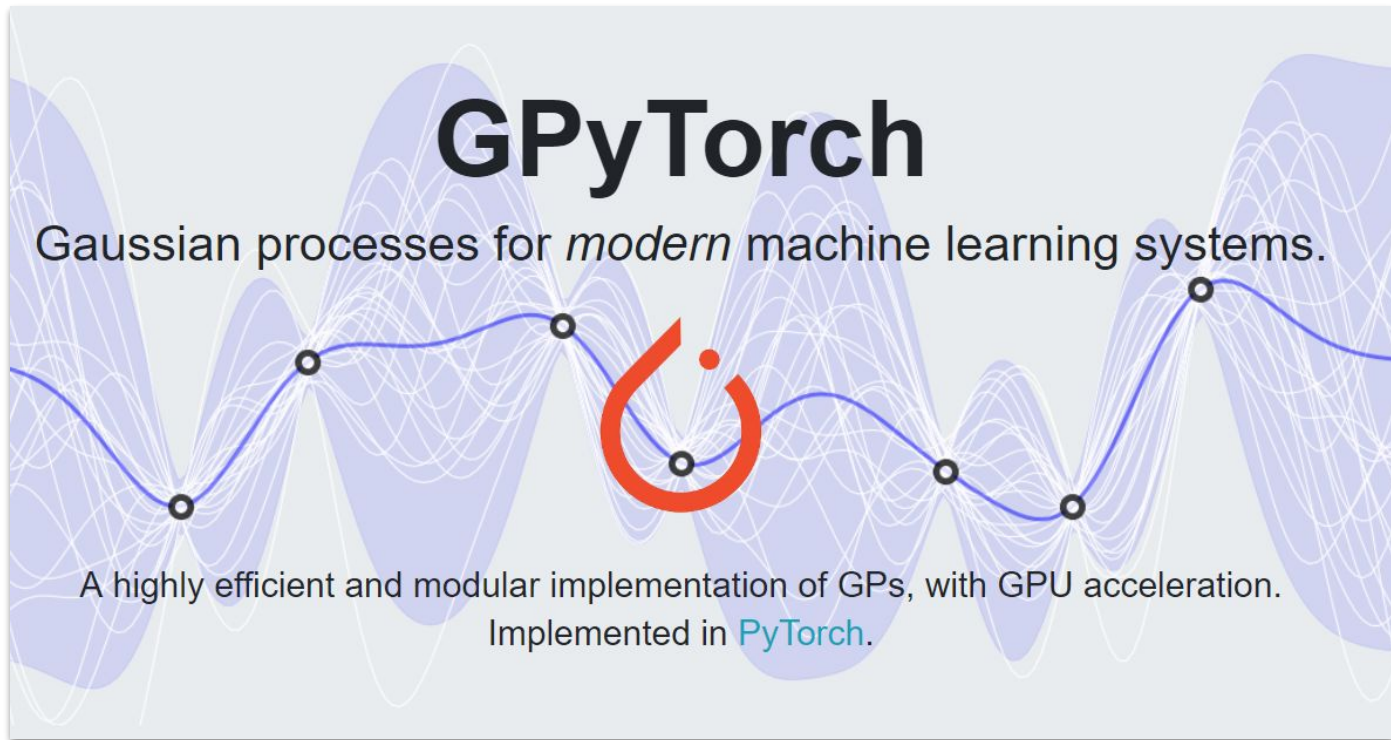 GPyTorch
Gaussian processes for modern machine learning systems.
A highly efficient and modular implementation of GPs, with GPU acceleration.
Implemented in PyTorch.